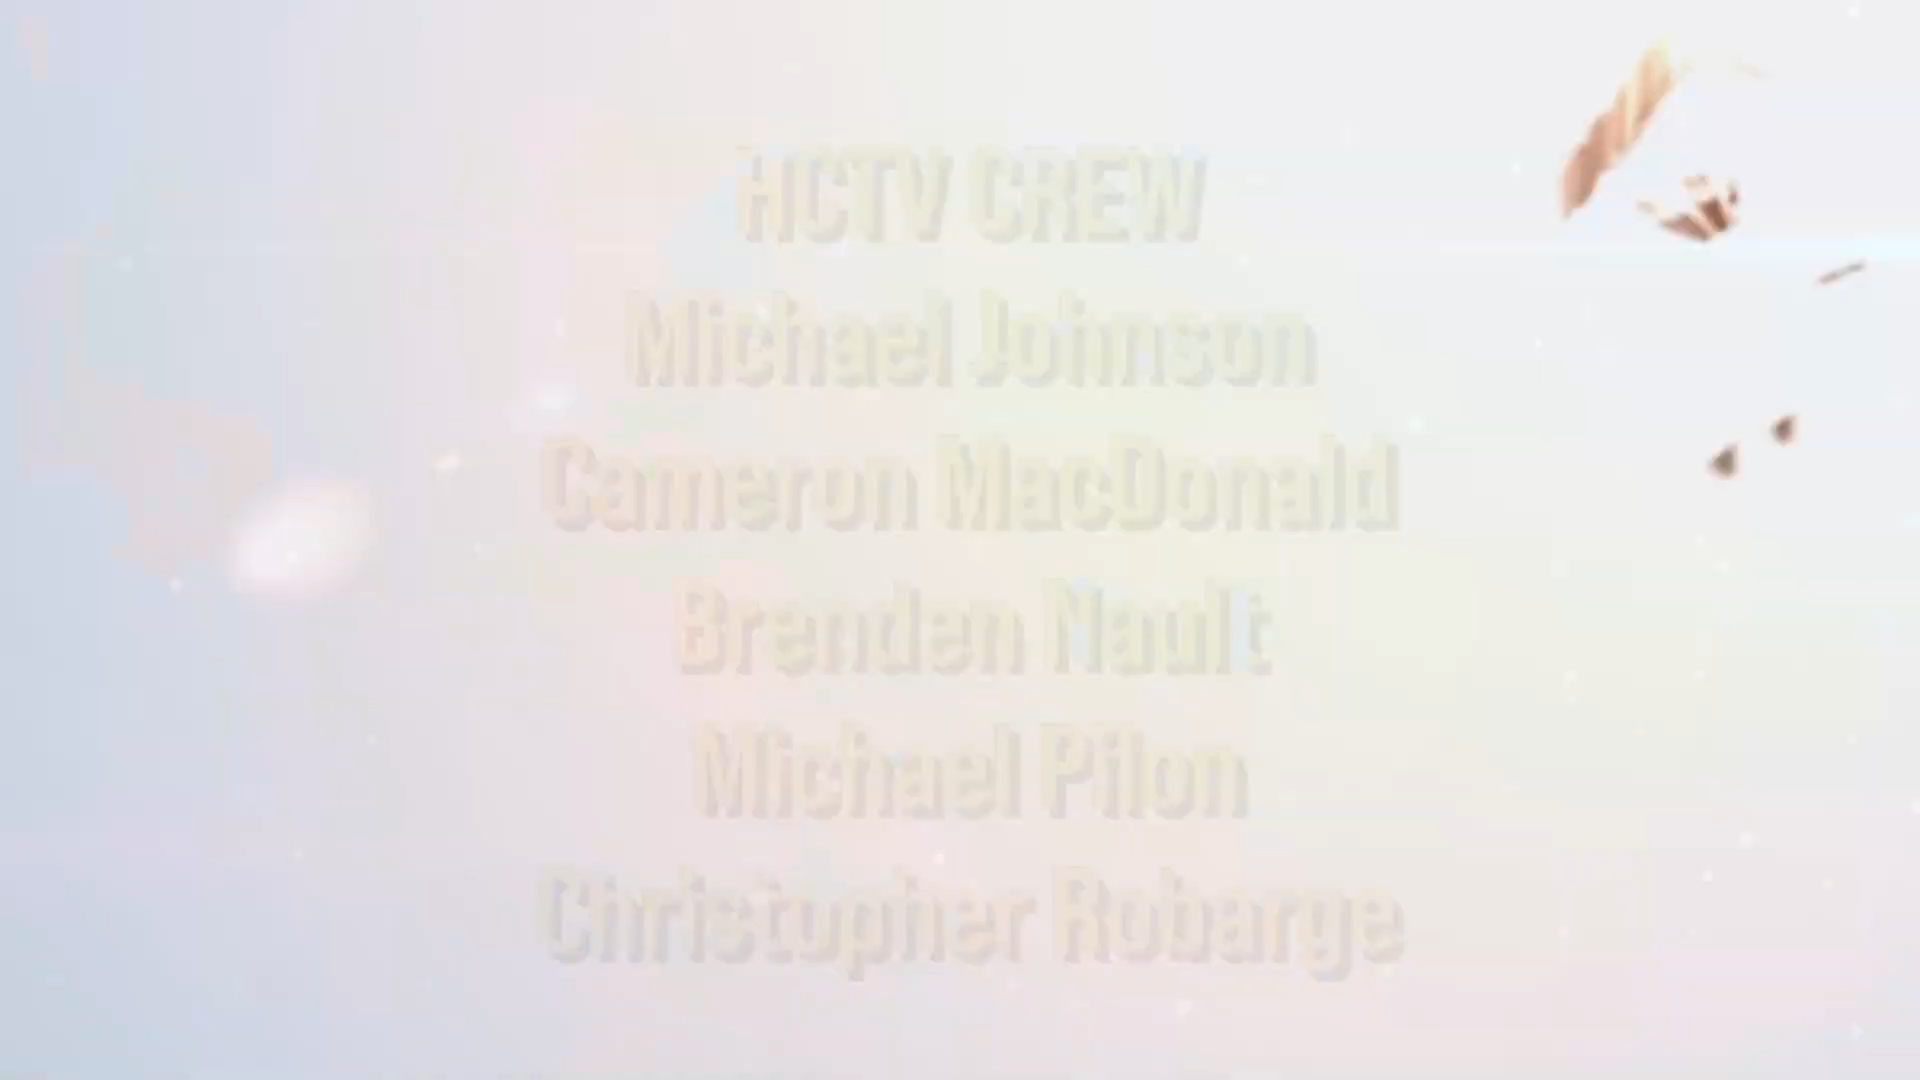 HCTV CREW
Michael Johnson
Cameron MacDonald
Brenden Nault
Michael Pilon
Christopher Robarge